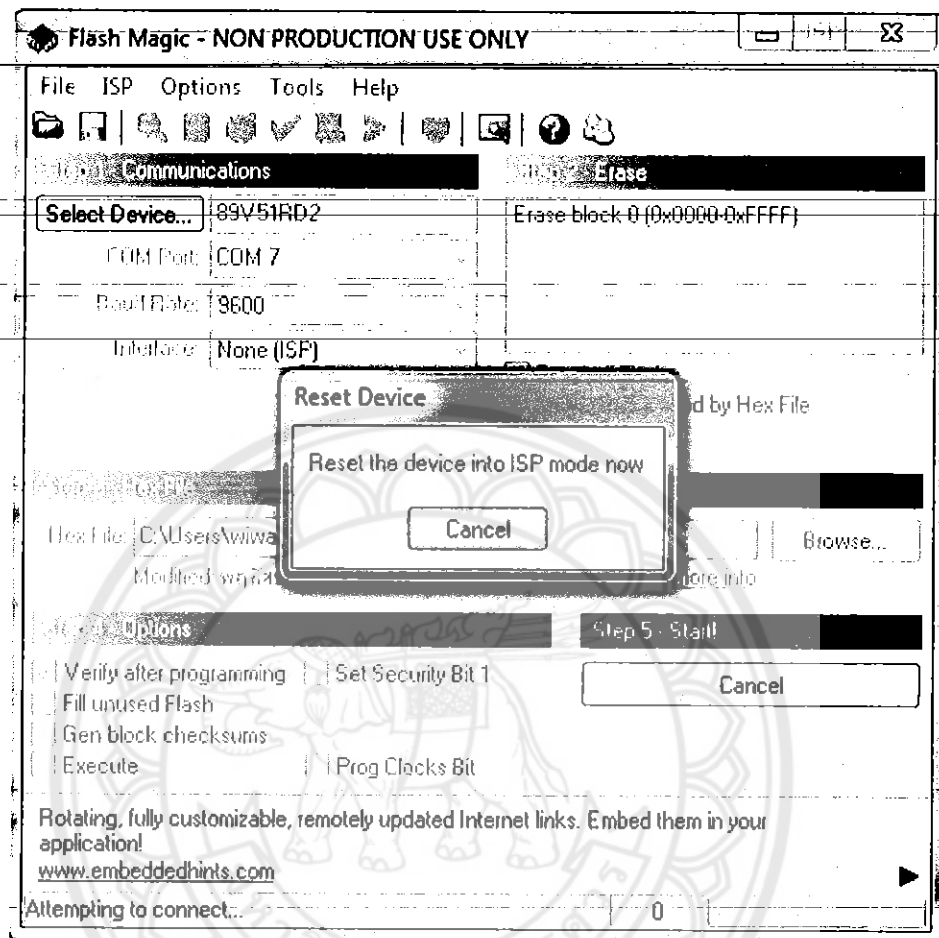 Flash Magic - NON PRODUCTION USE ONLY
File ISP Options Tools Help
Communications
Erase
Select Device... 89V51RD2
Erase block 0 (0x0000-0xFFFF)
COM Port: COM 7
Baud Rate: 9600
Interface: None (ISP)
Reset Device
d by Hex File
Reset the device into ISP mode now
Cancel
Hex File: C:\Users\wiwa
Browse...
Modified:
more info
Options
Step 5 - Start!
Verify after programming
Set Security Bit 1
Cancel
Fill unused Flash
Gen block checksums
Execute
Prog Clocks Bit
Rotating, fully customizable, remotely updated Internet links. Embed them in your
application!
www.embeddedhints.com
Attempting to connect...
0